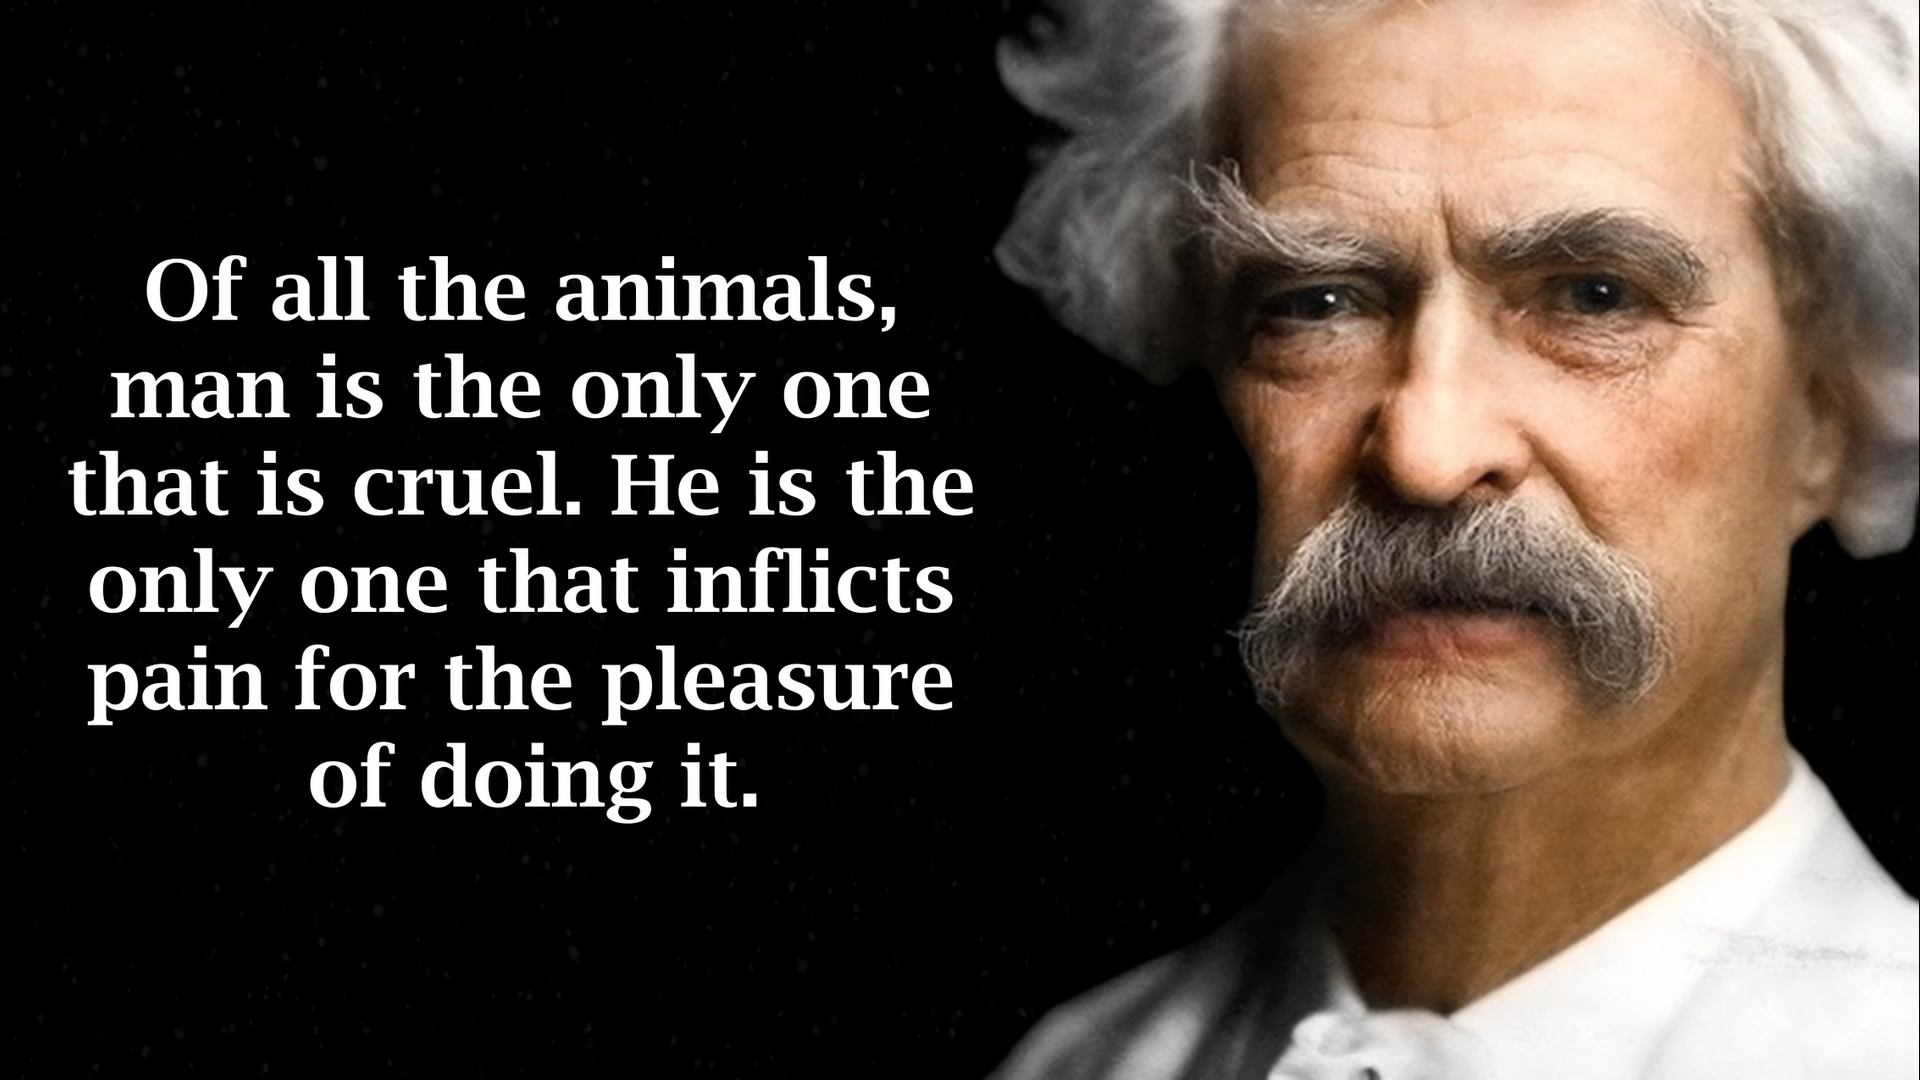 Of all the animals,
man is the only one
that is cruel. He is the
only one that inflicts
pain for the pleasure
of doing it.